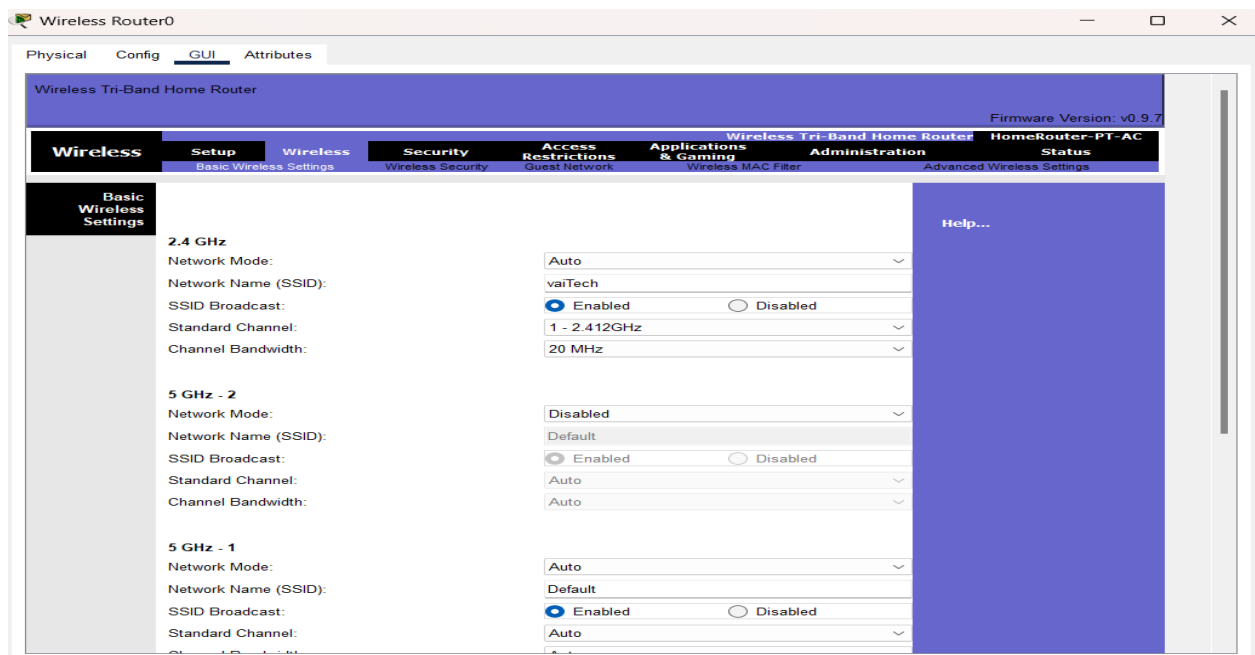 Wireless Router0
Physical Config GUI Attributes
Wireless Tri-Band Home Router
Firmware Version: v0.9.7
Wireless Tri-Band Home Router HomeRouter-PT-AC
Wireless Setup Wireless Security Access Restrictions Applications & Gaming Administration Status
Basic Wireless Settings Wireless Security Guest Network Wireless MAC Filter Advanced Wireless Settings
Basic
Wireless
Settings
Help...
2.4 GHz
Network Mode: Auto
Network Name (SSID): vaiTech
SSID Broadcast: Enabled Disabled
Standard Channel: 1 - 2.412GHz
Channel Bandwidth: 20 MHz
5 GHz - 2
Network Mode: Disabled
Network Name (SSID): Default
SSID Broadcast: Enabled Disabled
Standard Channel: Auto
Channel Bandwidth: Auto
5 GHz - 1
Network Mode: Auto
Network Name (SSID): Default
SSID Broadcast: Enabled Disabled
Standard Channel: Auto